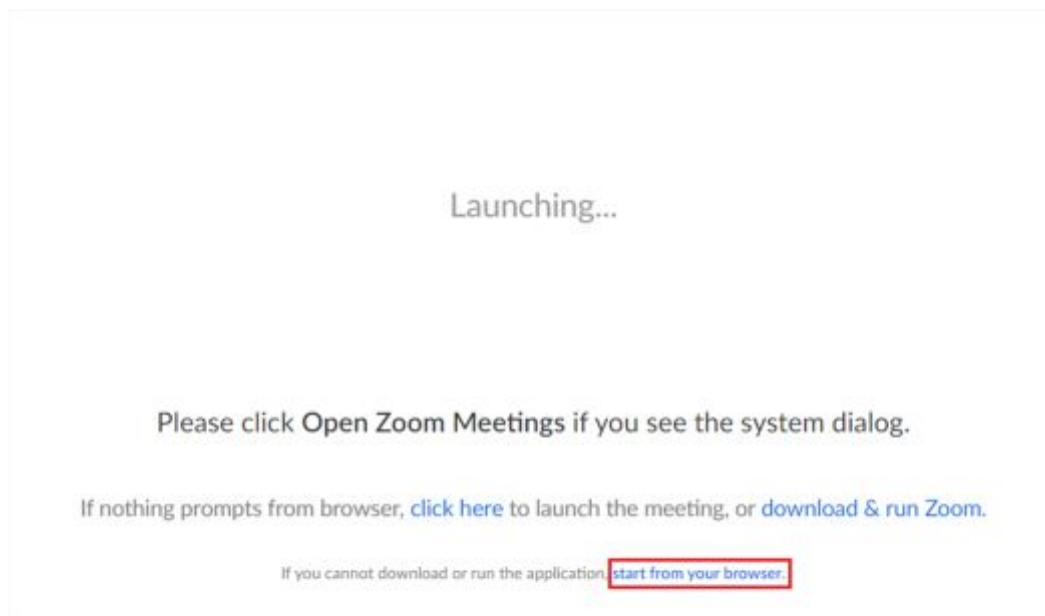 Launching...
Please click Open Zoom Meetings if you see the system dialog.
If nothing prompts from browser, click here to launch the meeting, or download & run Zoom.
If you cannot download or run the application, start from your browser.